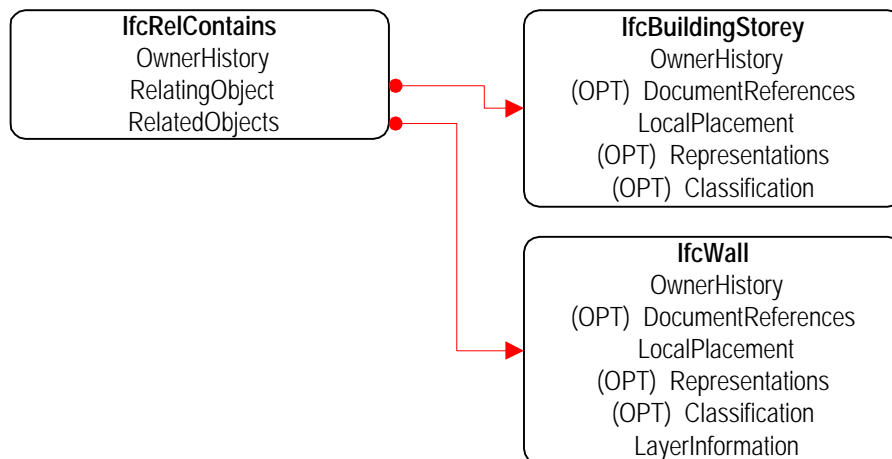 IfcRelContains
OwnerHistory
RelatingObject
RelatedObjects
IfcBuildingStorey
OwnerHistory
(OPT) DocumentReferences
LocalPlacement
(OPT) Representations
(OPT) Classification
IfcWall
OwnerHistory
(OPT) DocumentReferences
LocalPlacement
(OPT) Representations
(OPT) Classification
LayerInformation